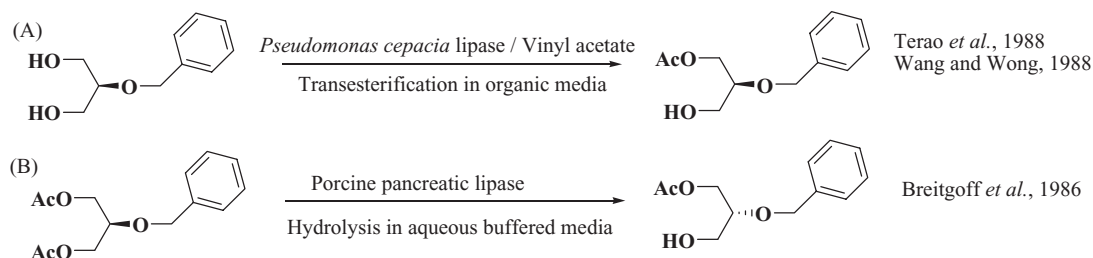 (A)
HO
HO
O
Pseudomonas cepacia lipase / Vinyl acetate
Transesterification in organic media
AcO
HO
O
Terao et al., 1988
Wang and Wong, 1988
(B)
AcO
AcO
O
Porcine pancreatic lipase
Hydrolysis in aqueous buffered media
AcO
HO
O
Breitgoff et al., 1986